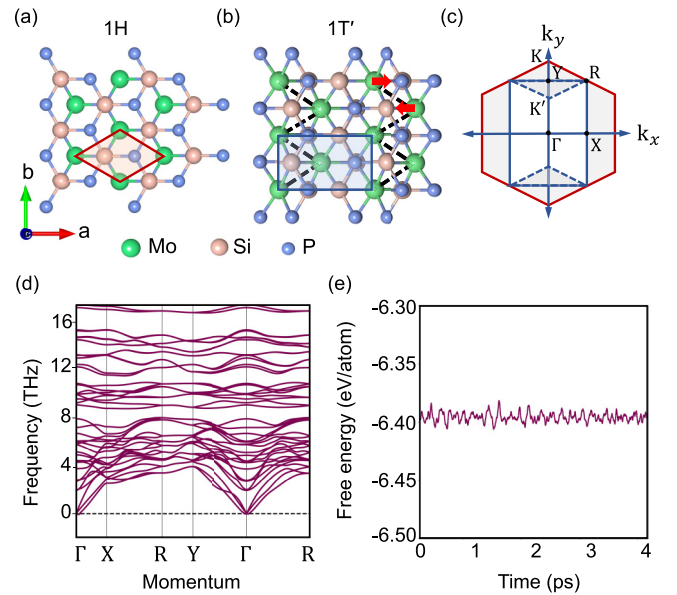 (a)
1H
b
a
(b)
1T′
Mo
Si
P
(c)
k_y
K
Y
R
K′
Γ
X
k_x
(d)
Frequency (THz)
16
12
8
4
0
Γ X R Y Γ R
Momentum
(e)
Free energy (eV/atom)
-6.30
-6.35
-6.40
-6.45
-6.50
0 1 2 3 4
Time (ps)